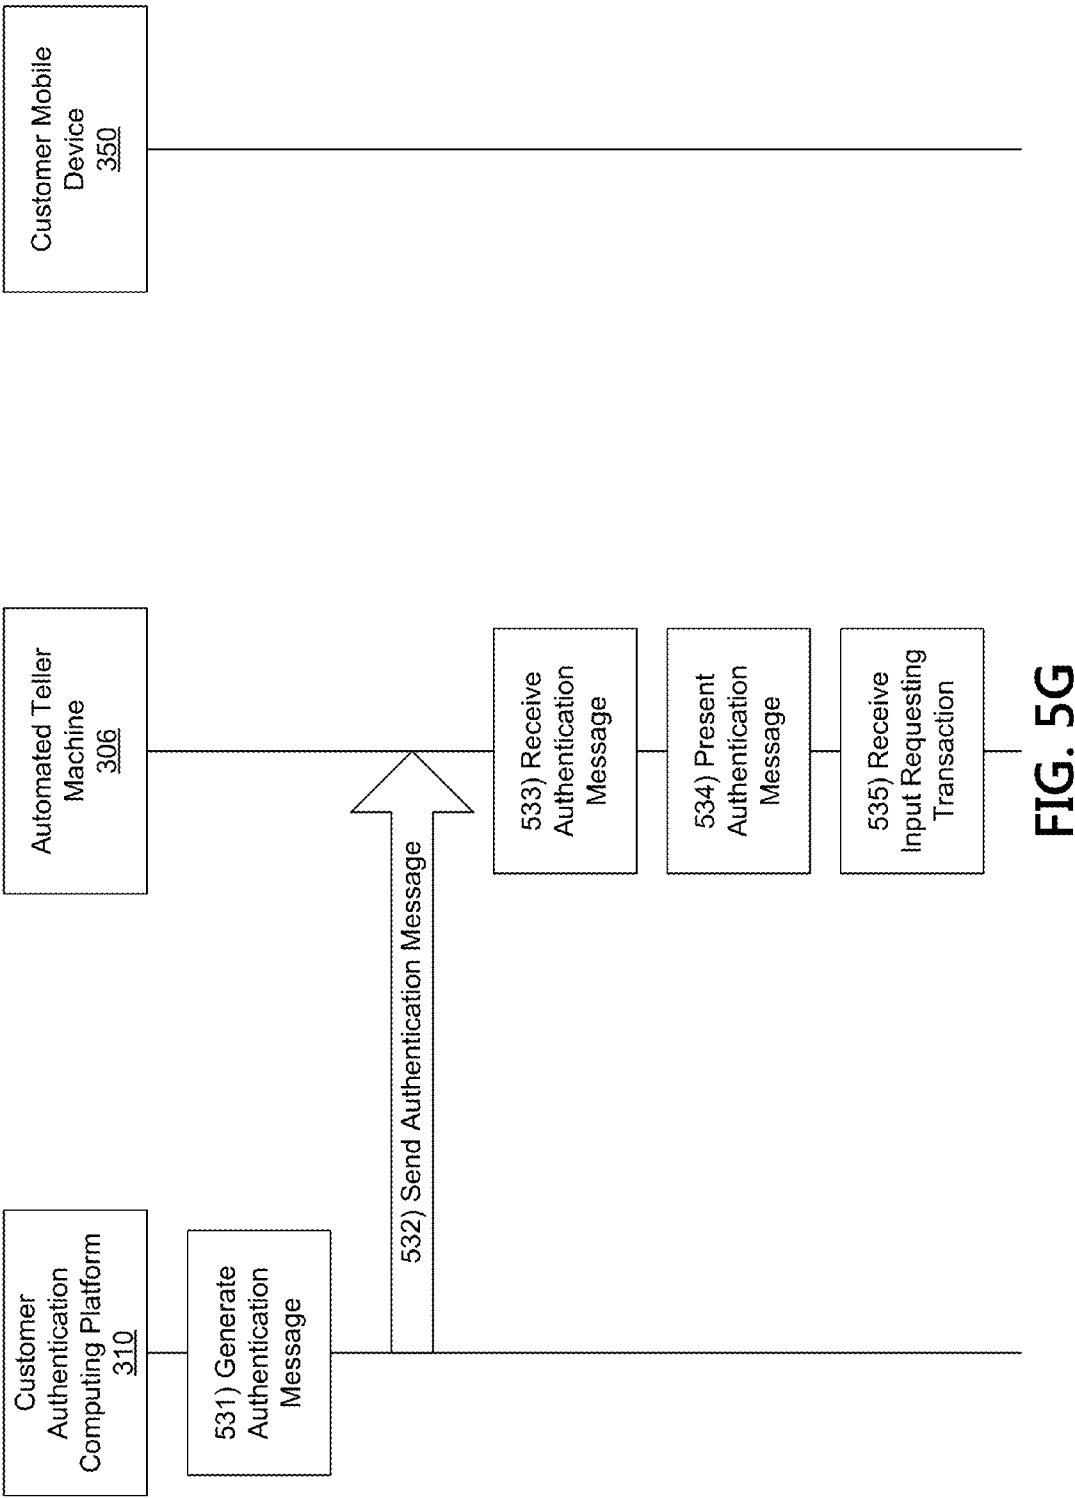 Customer
Authentication
Computing Platform
310
Automated Teller
Machine
306
Customer Mobile
Device
350
531) Generate
Authentication
Message
532) Send Authentication Message
533) Receive
Authentication
Message
534) Present
Authentication
Message
535) Receive
Input Requesting
Transaction
FIG. 5G